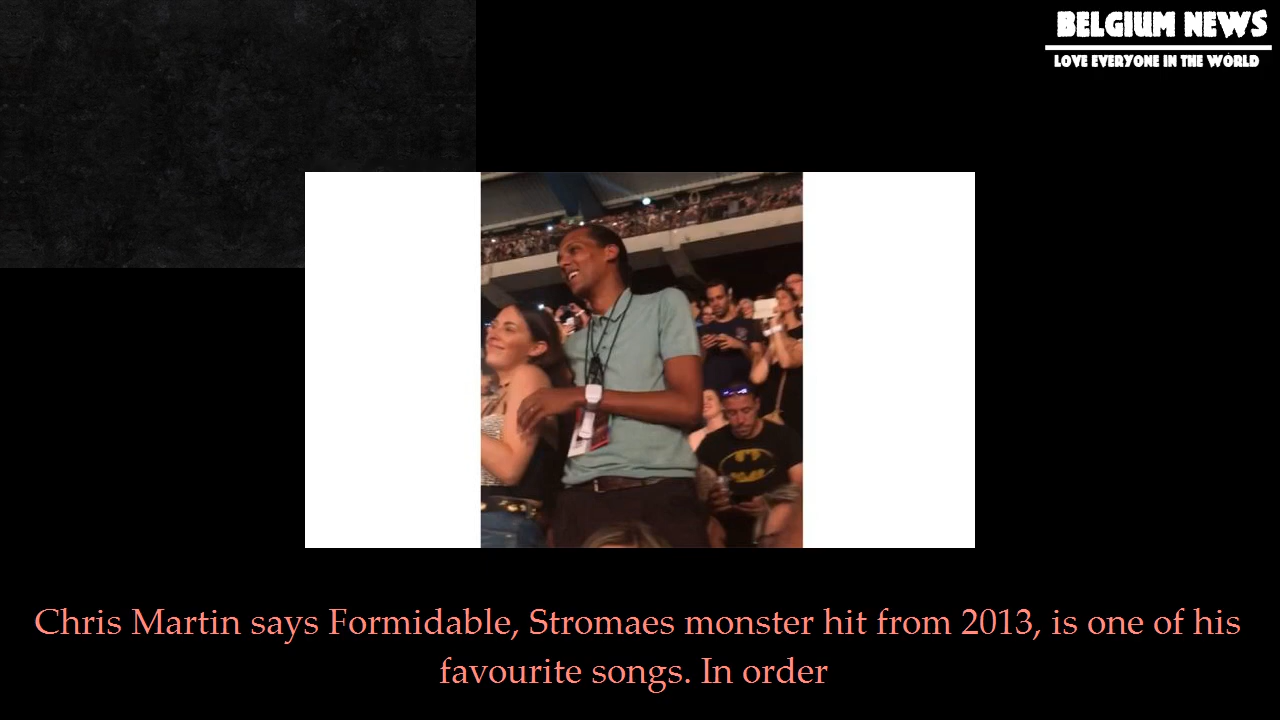 BELGIUM NEWS
LOVE EVERYONE IN THE WORLD
Chris Martin says Formidable, Stromaes monster hit from 2013, is one of his
favourite songs. In order